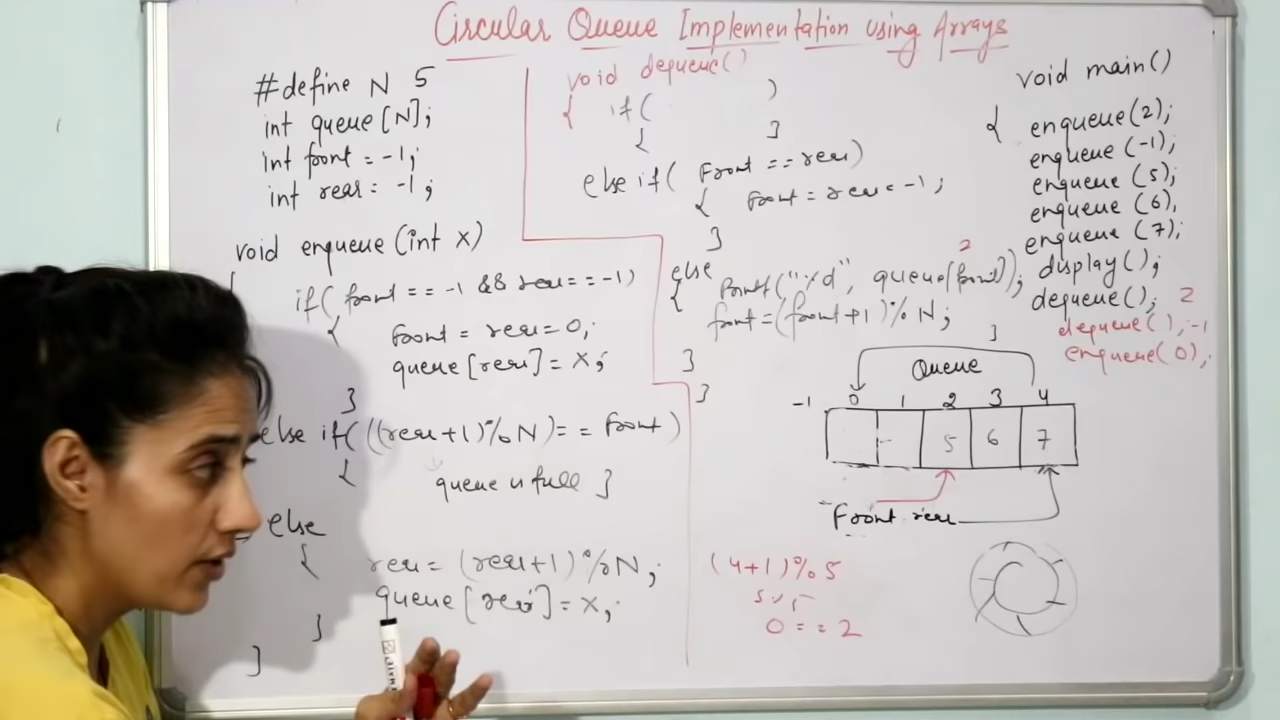 Circular Queue Implementation using Arrays
#define N 5
int queue[N];
int front = -1;
int rear = -1;
void enqueue(int x)
{
if( front == -1 && rear == -1)
{ front = rear = 0;
queue[rear] = x;
}
else if( ((rear+1)%N) == front )
{ queue is full }
else
{ rear = (rear+1)%N;
queue[rear] = x;
}
}
void dequeue()
{ if( )
{ }
else if( Front == rear )
{ front = rear = -1;
}
else
2
{ Printf("%d", queue[front]);
front = (front+1)%N;
}
}
}
void main()
{ enqueue(2);
enqueue(-1);
enqueue(5);
enqueue(6),
enqueue(7);
display();
dequeue(); 2
dequeue(), -1
enqueue(0);
Queue
-1 0 1 2 3 4
5 6 7
Front rear
(4+1)%5
0 == 2